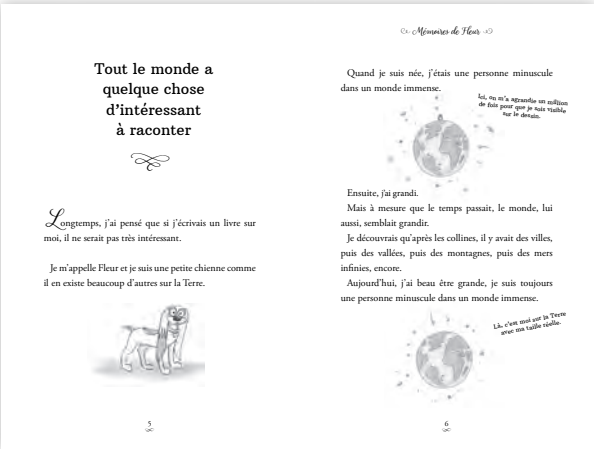 Tout le monde a
quelque chose
d'intéressant
à raconter
Longtemps, j'ai pensé que si j'écrivais un livre sur
moi, il ne serait pas très intéressant.
Je m'appelle Fleur et je suis une petite chienne comme
il en existe beaucoup d'autres sur la Terre.
5
Mémoires de Fleur
Quand je suis née, j'étais une personne minuscule
dans un monde immense.
Ici, on m'a agrandie un million
de fois pour que je sois visible
sur le dessin.
Ensuite, j'ai grandi.
Mais à mesure que le temps passait, le monde, lui
aussi, semblait grandir.
Je découvrais qu'après les collines, il y avait des villes,
puis des vallées, puis des montagnes, puis des mers
infinies, encore.
Aujourd'hui, j'ai beau être grande, je suis toujours
une personne minuscule dans un monde immense.
Là, c'est moi sur la Terre
avec ma taille réelle.
6